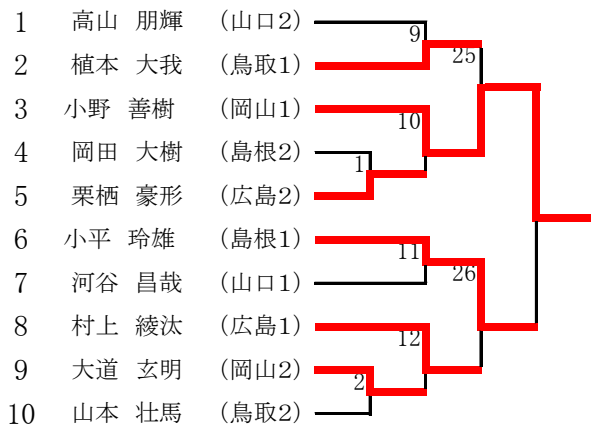 1 高山 朋輝 (山口2)
9
2 植本 大我 (鳥取1)
25
3 小野 善樹 (岡山1)
10
4 岡田 大樹 (島根2)
1
5 栗栖 豪形 (広島2)
6 小平 玲雄 (島根1)
11
7 河谷 昌哉 (山口1)
26
8 村上 綾汰 (広島1)
12
9 大道 玄明 (岡山2)
2
10 山本 壮馬 (鳥取2)